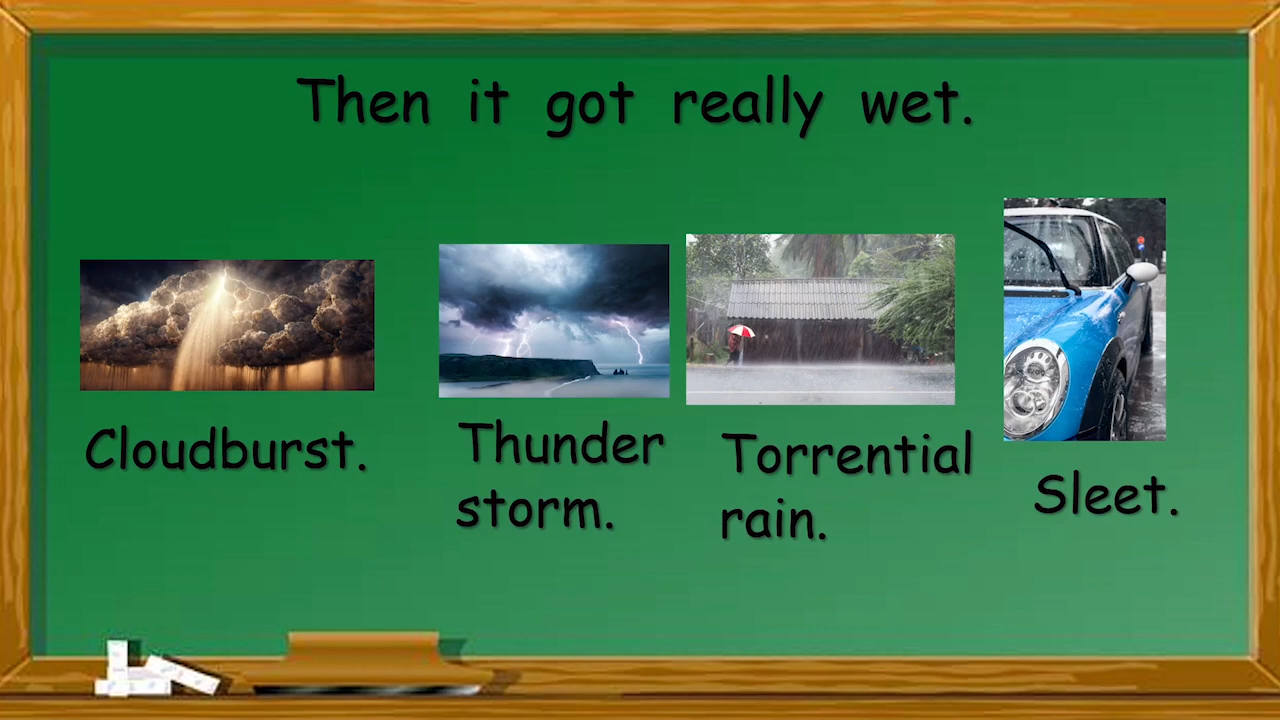 Then it got really wet.
Cloudburst.
Thunder
storm.
Torrential
rain.
Sleet.